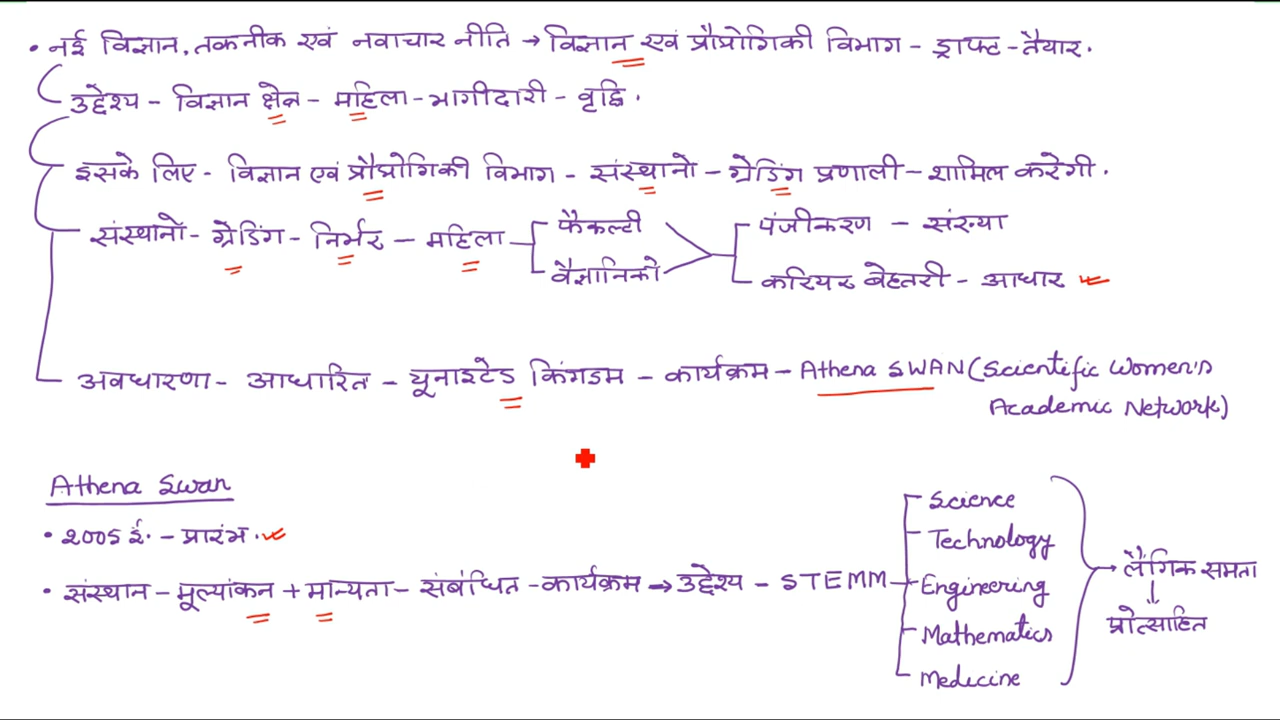 • नई विज्ञान, तकनीक एवं नवाचार नीति → विज्ञान एवं प्रौद्योगिकी विभाग - ड्राफ्ट - तैयार.
उद्देश्य - विज्ञान क्षेत्र - महिला - भागीदारी - वृद्धि.
इसके लिए - विज्ञान एवं प्रौद्योगिकी विभाग - संस्थानो - ग्रेडिंग प्रणाली - शामिल करेगी.
संस्थानो - ग्रेडिंग - निर्भर - महिला
फैकल्टी
वैज्ञानिको
पंजीकरण - संख्या
करियर बेहतरी - आधार
अवधारणा - आधारित - यूनाइटेड किंगडम - कार्यक्रम - Athena SWAN (Scientific Women's
Academic Network)
Athena Swan
• 2005 ई. - प्रारंभ.
• संस्थान - मूल्यांकन + मान्यता - संबंधित - कार्यक्रम → उद्देश्य - STEMM
Science
Technology
Engineering
Mathematics
Medicine
→ लैंगिक समता
↓
प्रोत्साहित